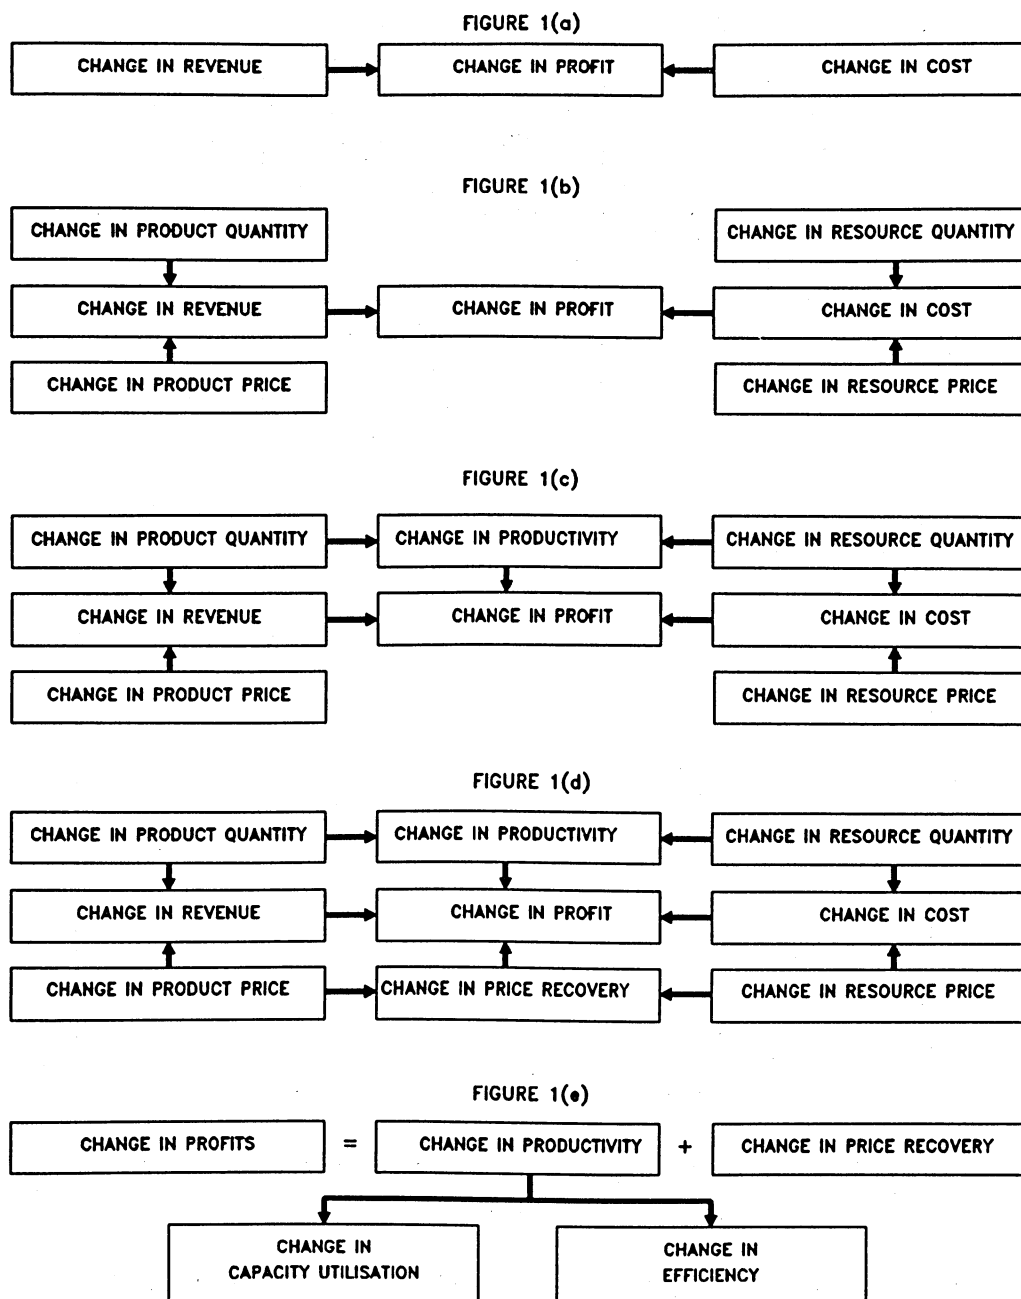 FIGURE 1(a)
CHANGE IN REVENUE
CHANGE IN PROFIT
CHANGE IN COST
FIGURE 1(b)
CHANGE IN PRODUCT QUANTITY
CHANGE IN RESOURCE QUANTITY
CHANGE IN REVENUE
CHANGE IN PROFIT
CHANGE IN COST
CHANGE IN PRODUCT PRICE
CHANGE IN RESOURCE PRICE
FIGURE 1(c)
CHANGE IN PRODUCT QUANTITY
CHANGE IN PRODUCTIVITY
CHANGE IN RESOURCE QUANTITY
CHANGE IN REVENUE
CHANGE IN PROFIT
CHANGE IN COST
CHANGE IN PRODUCT PRICE
CHANGE IN RESOURCE PRICE
FIGURE 1(d)
CHANGE IN PRODUCT QUANTITY
CHANGE IN PRODUCTIVITY
CHANGE IN RESOURCE QUANTITY
CHANGE IN REVENUE
CHANGE IN PROFIT
CHANGE IN COST
CHANGE IN PRODUCT PRICE
CHANGE IN PRICE RECOVERY
CHANGE IN RESOURCE PRICE
FIGURE 1(e)
CHANGE IN PROFITS = CHANGE IN PRODUCTIVITY + CHANGE IN PRICE RECOVERY
CHANGE IN
CAPACITY UTILISATION
CHANGE IN
EFFICIENCY